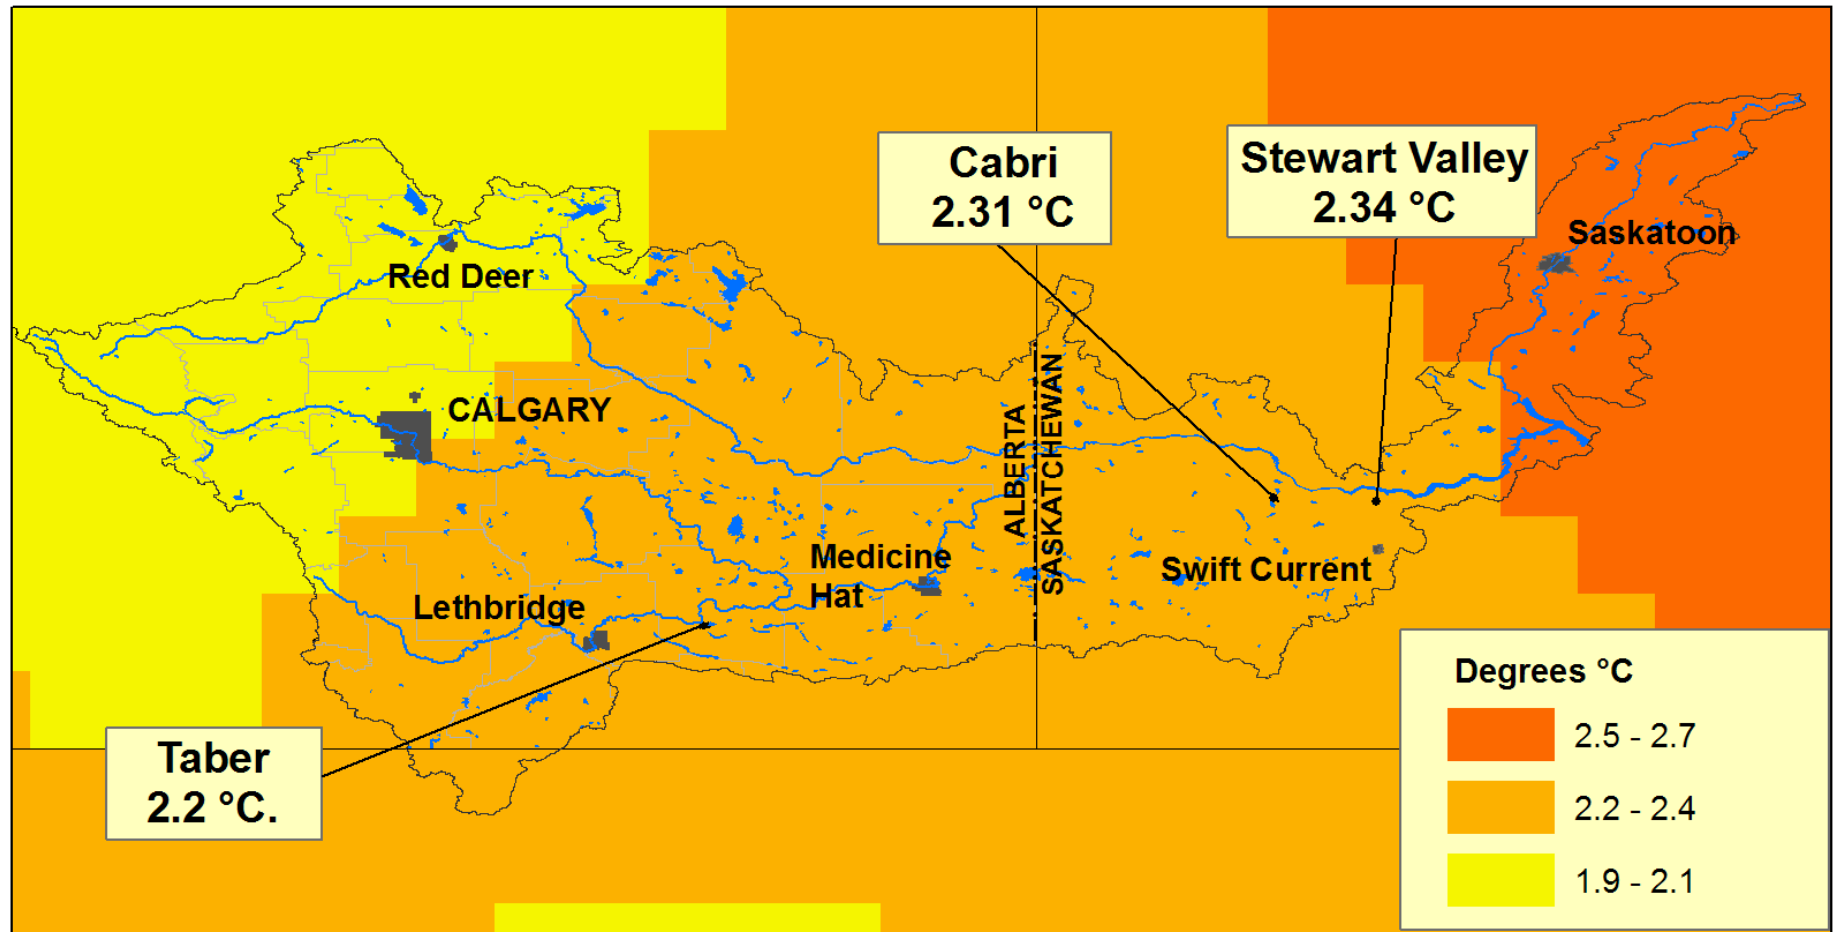 Cabri
2.31 °C
Stewart Valley
2.34 °C
Saskatoon
Red Deer
CALGARY
ALBERTA
SASKATCHEWAN
Medicine
Hat
Swift Current
Lethbridge
Taber
2.2 °C.
Degrees °C
2.5 - 2.7
2.2 - 2.4
1.9 - 2.1